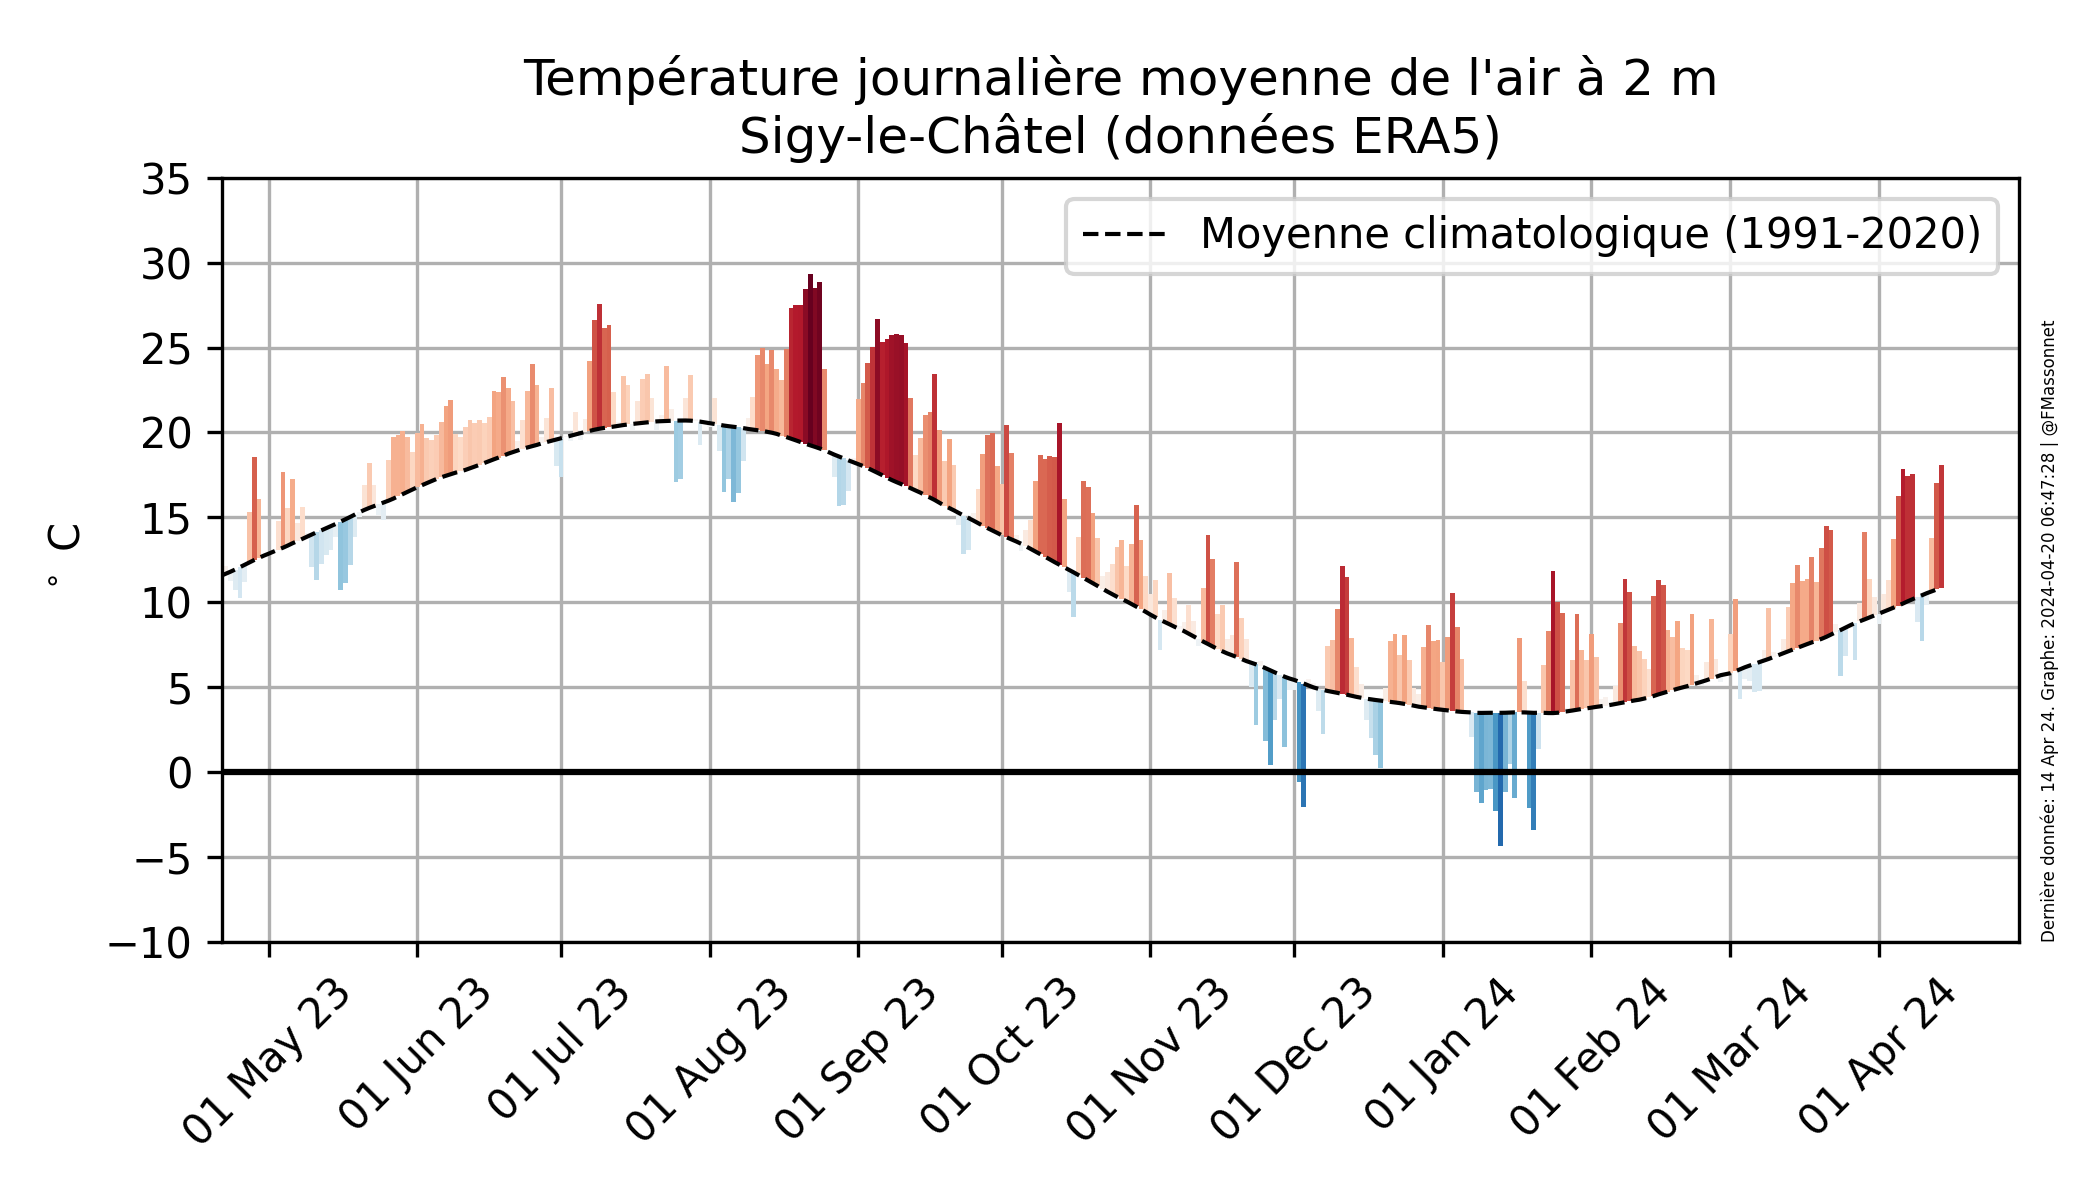 Température journalière moyenne de l'air à 2 m
Sigy-le-Châtel (données ERA5)
Moyenne climatologique (1991-2020)
° C
35
30
25
20
15
10
5
0
−5
−10
01 May 23
01 Jun 23
01 Jul 23
01 Aug 23
01 Sep 23
01 Oct 23
01 Nov 23
01 Dec 23
01 Jan 24
01 Feb 24
01 Mar 24
01 Apr 24
Dernière donnée: 14 Apr 24. Graphe: 2024-04-20 06:47:28 | @FMassonnet